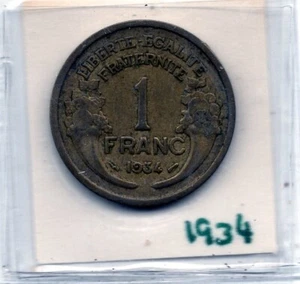 LIBERTE·EGALITE
FRATERNITE
1
FRANC
1934
1934